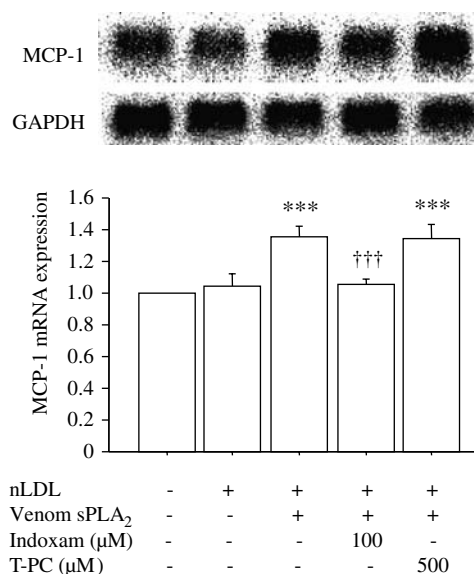 MCP-1
GAPDH
MCP-1 mRNA expression
1.6
1.4
1.2
1.0
0.8
0.6
0.4
0.2
0
***
†††
***
nLDL - + + + +
Venom sPLA₂ - - + + +
Indoxam (μM) - - - 100 -
T-PC (μM) - - - - 500